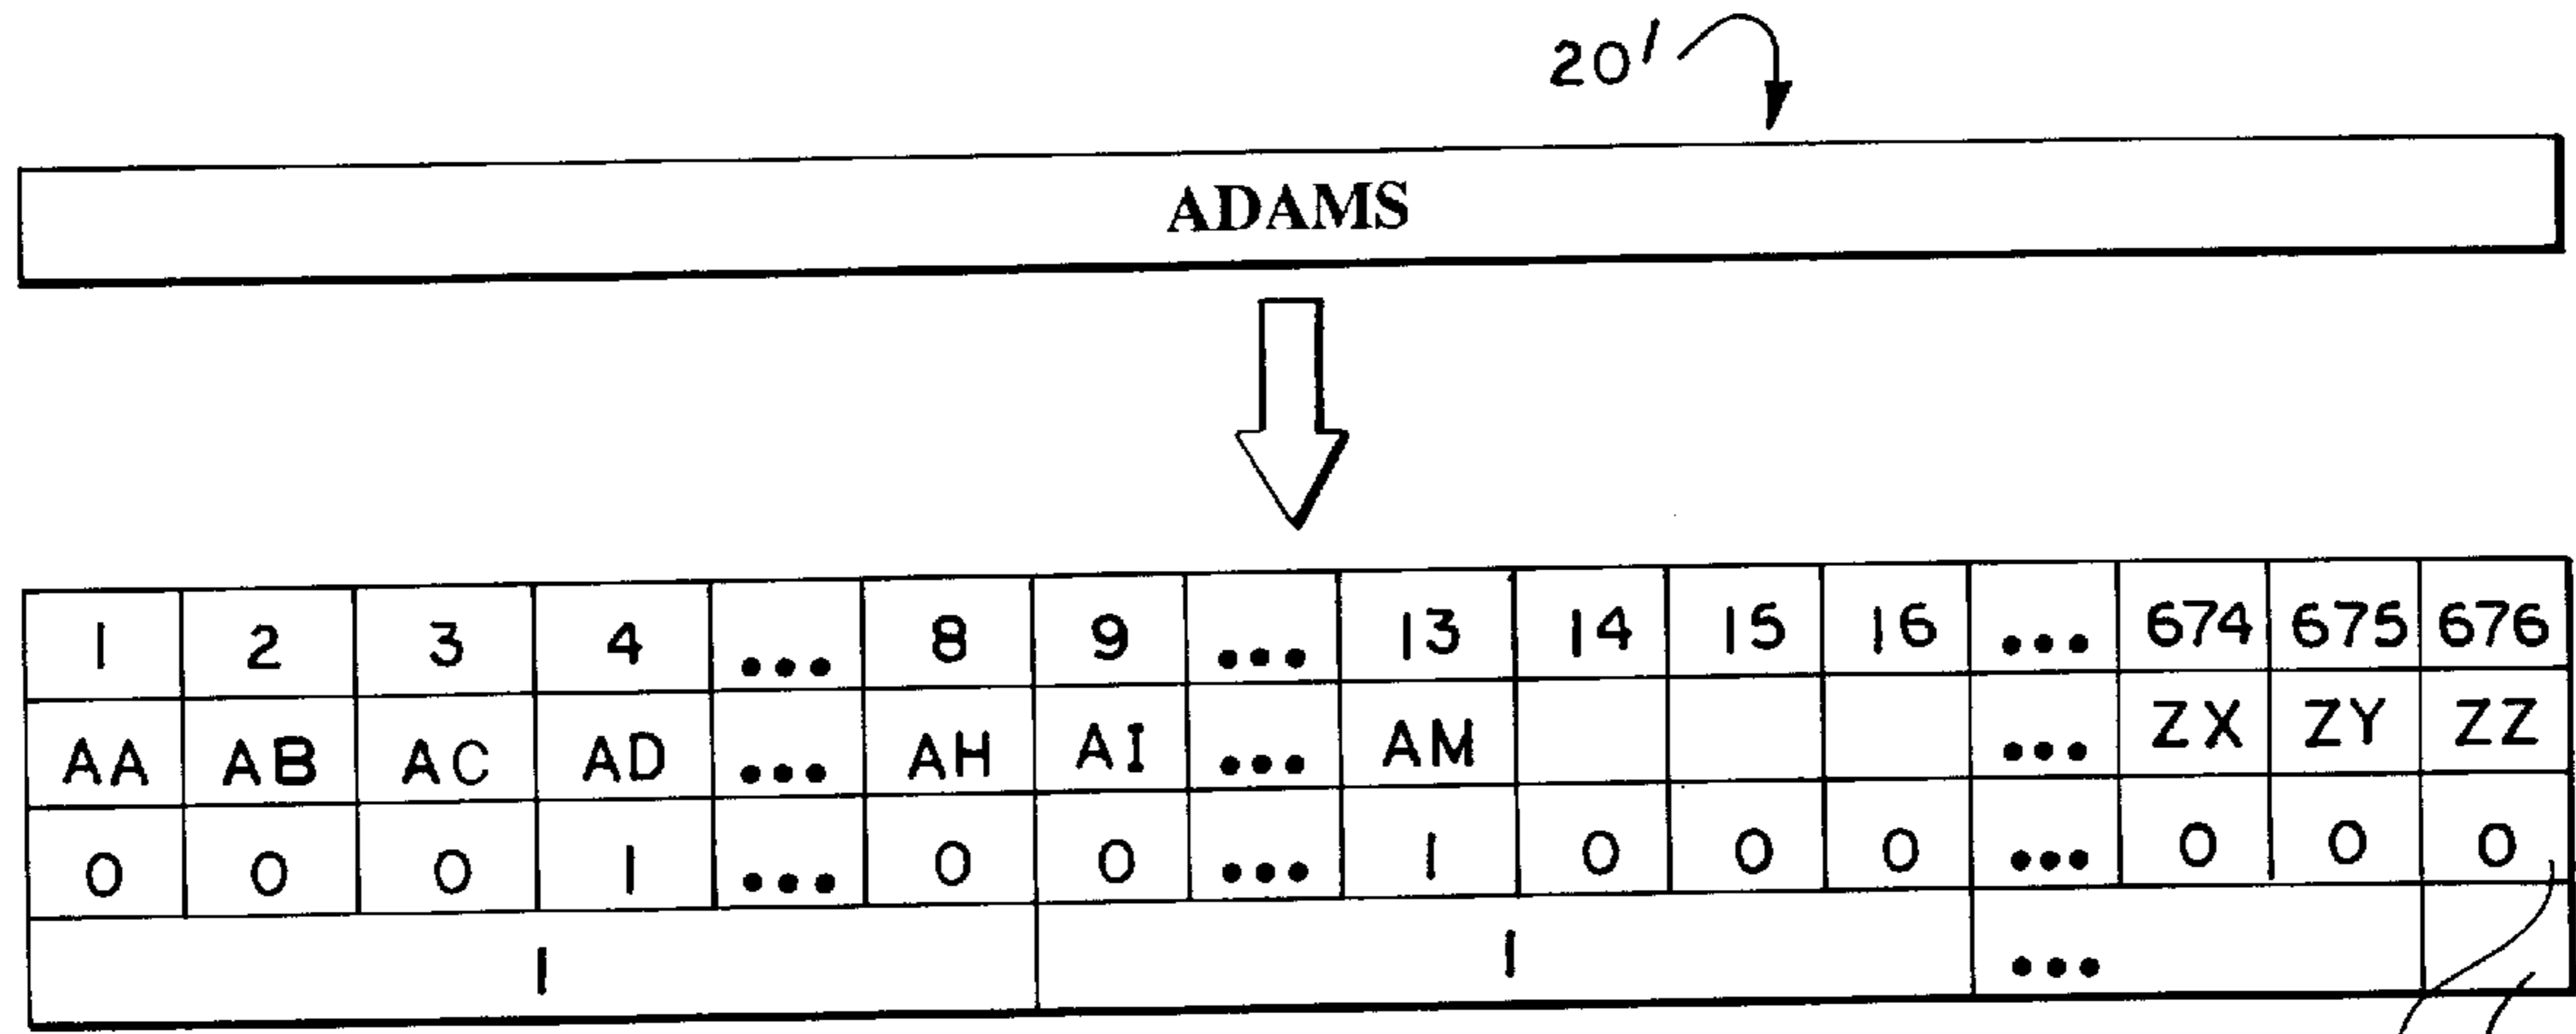 20'
ADAMS
1 2 3 4 ... 8 9 ... 13 14 15 16 ... 674 675 676
AA AB AC AD ... AH AI ... AM ... ZX ZY ZZ
0 0 0 1 ... 0 0 ... 1 0 0 0 ... 0 0 0
1 1 ...